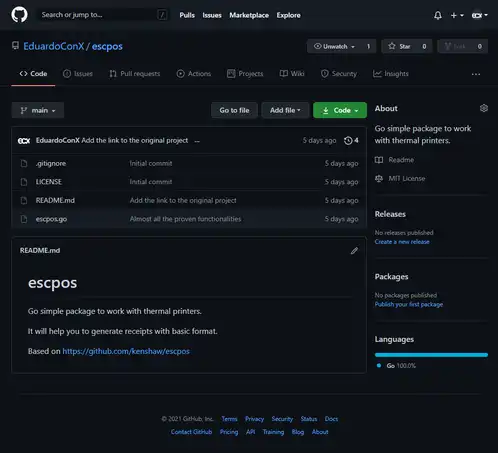 Search or jump to...
/
Pulls
Issues
Marketplace
Explore
EduardoConX / escpos
Unwatch
1
Star
0
Fork
0
Code
Issues
Pull requests
Actions
Projects
Wiki
Security
Insights
main
Go to file
Add file
Code
EduardoConX Add the link to the original project
5 days ago
4
.gitignore
Initial commit
5 days ago
LICENSE
Initial commit
5 days ago
README.md
Add the link to the original project
5 days ago
escpos.go
Almost all the proven functionalities
5 days ago
README.md
escpos
Go simple package to work with thermal printers.
It will help you to generate receipts with basic format.
Based on https://github.com/kenshaw/escpos
About
Go simple package to work
with thermal printers.
Readme
MIT License
Releases
No releases published
Create a new release
Packages
No packages published
Publish your first package
Languages
Go 100.0%
© 2021 GitHub, Inc.
Terms
Privacy
Security
Status
Docs
Contact GitHub
Pricing
API
Training
Blog
About